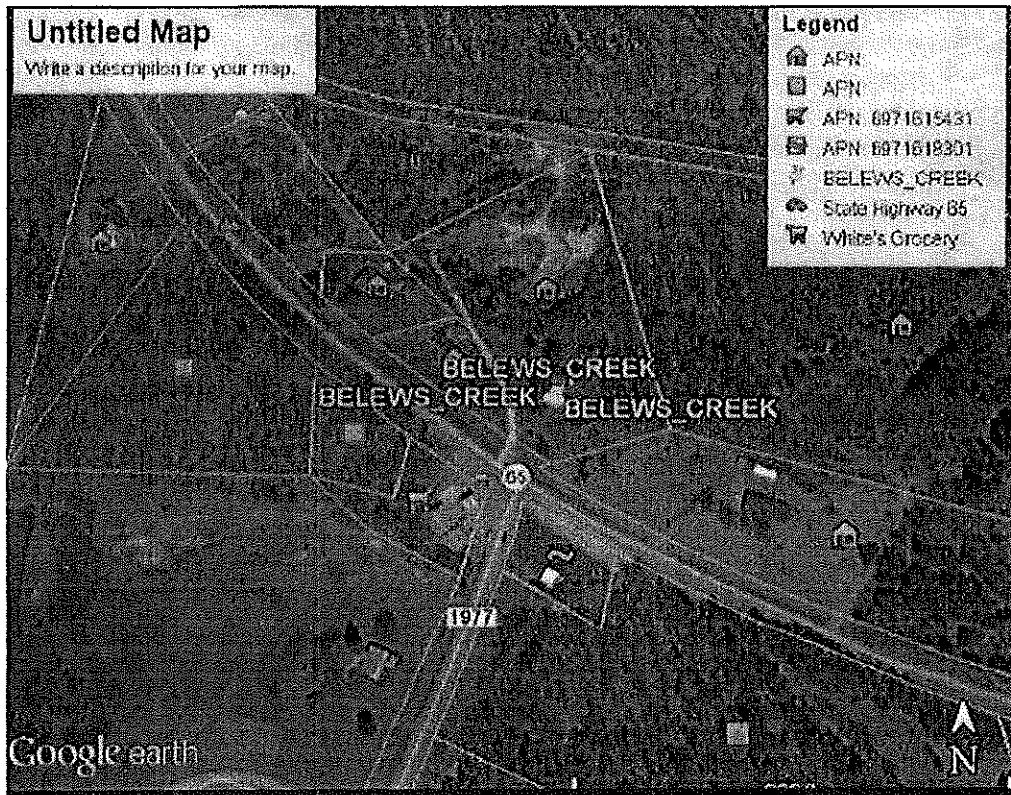 Untitled Map
Write a description for your map.
Legend
APN
APN
APN 6971615431
APN 6971619301
BELEWS_CREEK
State Highway 65
White's Grocery
BELEWS_CREEK
BELEWS_CREEK
BELEWS_CREEK
65
1977
Google earth
N